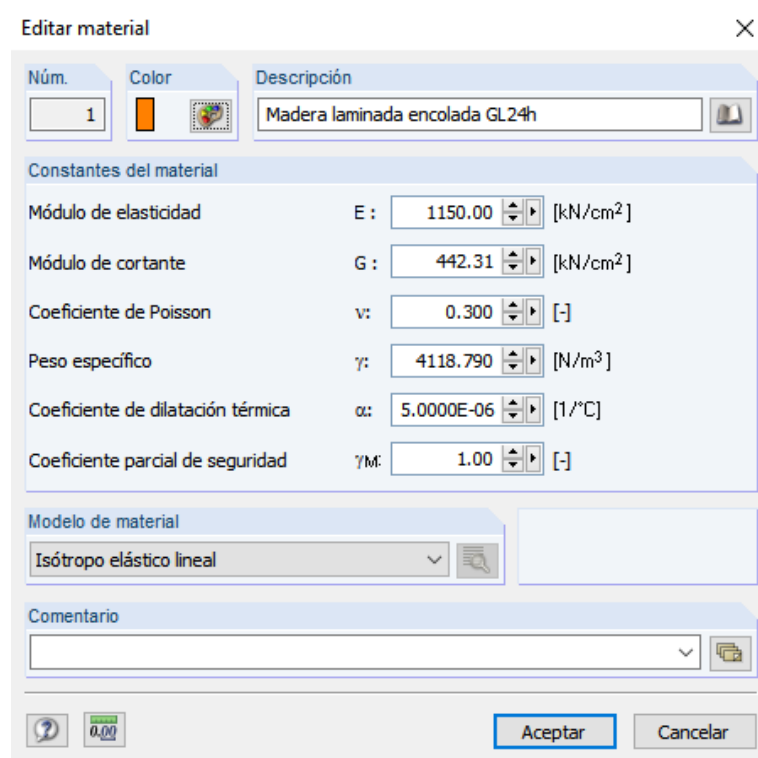 Editar material
Núm. Color Descripción
1 Madera laminada encolada GL24h
Constantes del material
Módulo de elasticidad E : 1150.00 [kN/cm²]
Módulo de cortante G : 442.31 [kN/cm²]
Coeficiente de Poisson ν: 0.300 [-]
Peso específico γ: 4118.790 [N/m³]
Coeficiente de dilatación térmica α: 5.0000E-06 [1/°C]
Coeficiente parcial de seguridad γM: 1.00 [-]
Modelo de material
Isótropo elástico lineal
Comentario
0.00 Aceptar Cancelar